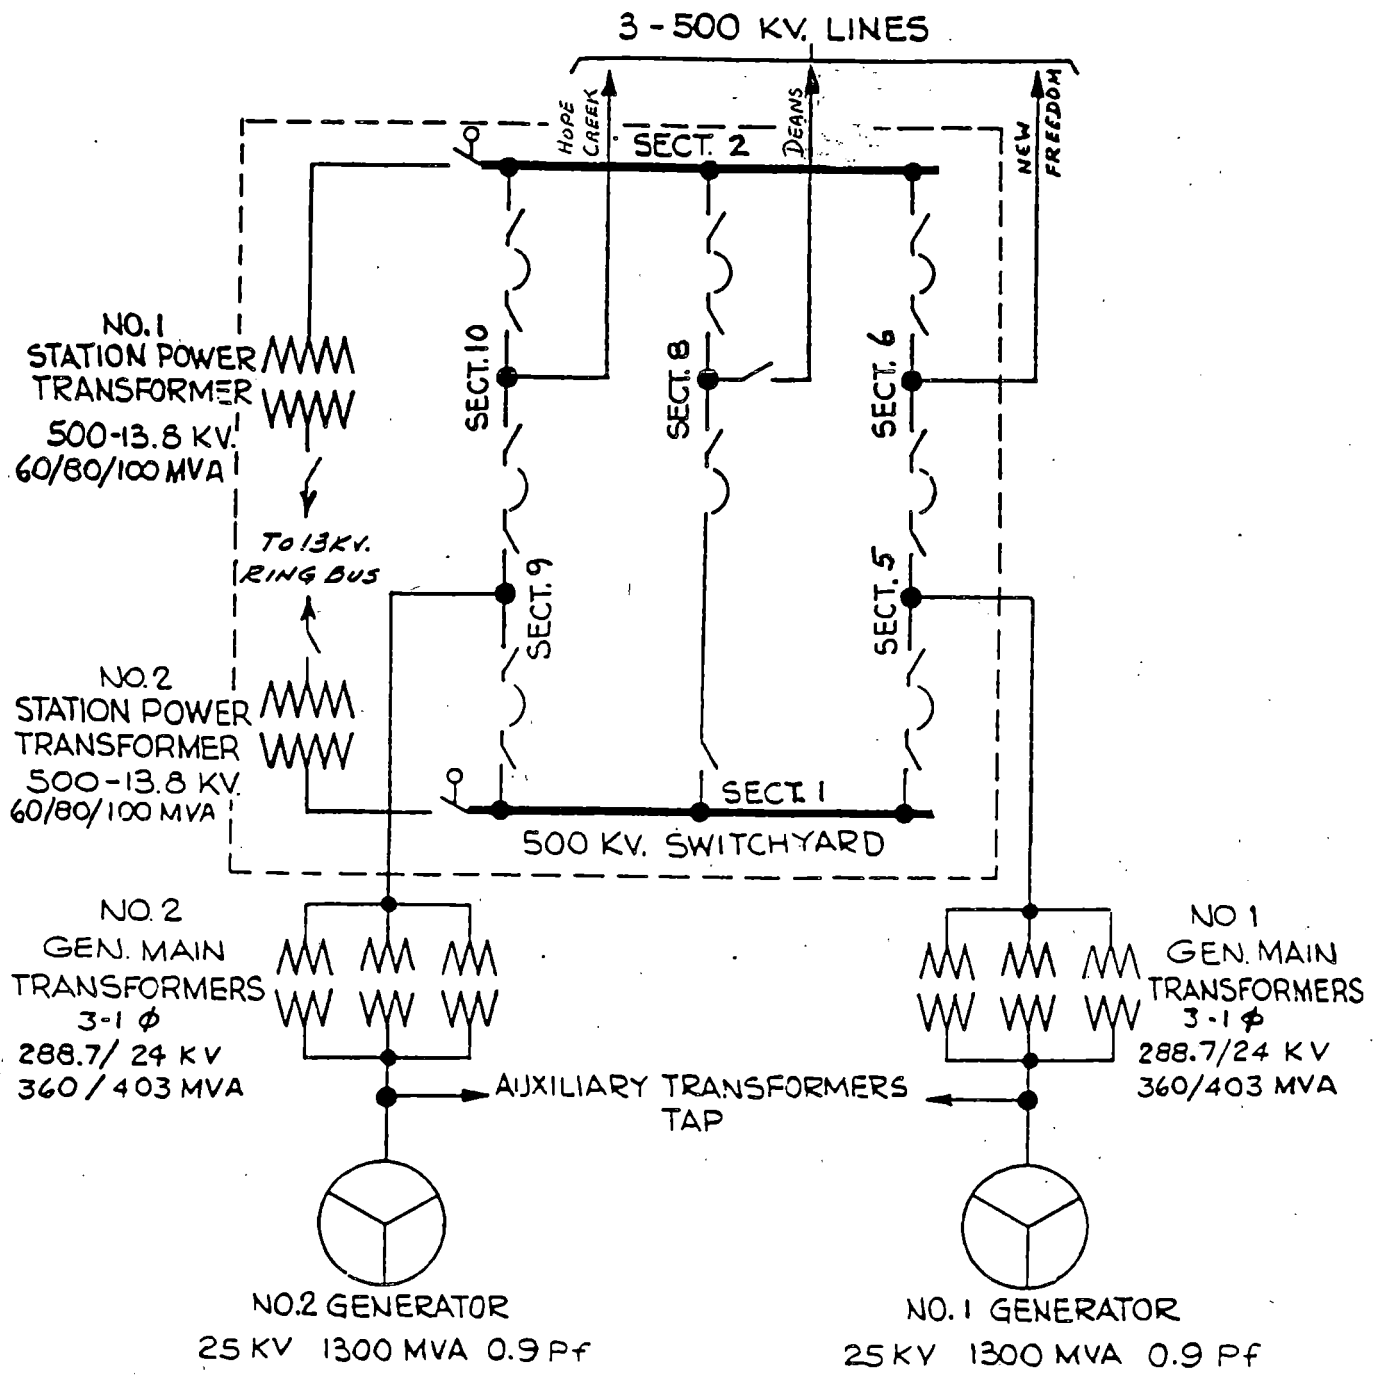 3-500 KV. LINES
HOPE
CREEK
DEANS
NEW
FREEDOM
SECT. 2
NO.1
STATION POWER
TRANSFORMER
500-13.8 KV.
60/80/100 MVA
SECT. 10
SECT. 8
SECT. 6
TO 13KV.
RING BUS
SECT. 9
SECT. 5
NO.2
STATION POWER
TRANSFORMER
500-13.8 KV.
60/80/100 MVA
SECT. 1
500 KV. SWITCHYARD
NO. 2
GEN. MAIN
TRANSFORMERS
3-1 ϕ
288.7/ 24 KV
360/403 MVA
NO 1
GEN. MAIN
TRANSFORMERS
3-1 ϕ
288.7/24 KV
360/403 MVA
AUXILIARY TRANSFORMERS
TAP
NO.2 GENERATOR
25 KV 1300 MVA 0.9 Pf
NO. 1 GENERATOR
25 KV 1300 MVA 0.9 Pf